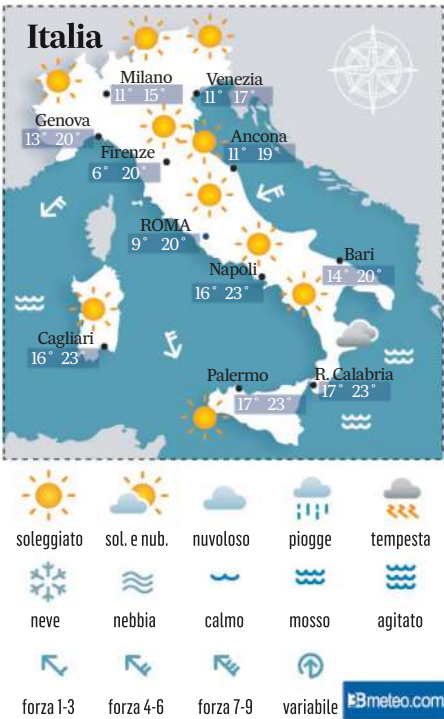 Italia
Milano
11° 15°
Venezia
11° 17°
Genova
13° 20°
Firenze
6° 20°
Ancona
11° 19°
ROMA
9° 20°
Napoli
16° 23°
Bari
14° 20°
Cagliari
16° 23°
Palermo
17° 23°
R. Calabria
17° 23°
soleggiato sol. e nub. nuvoloso piogge tempesta
neve nebbia calmo mosso agitato
forza 1-3 forza 4-6 forza 7-9 variabile
3Bmeteo.com